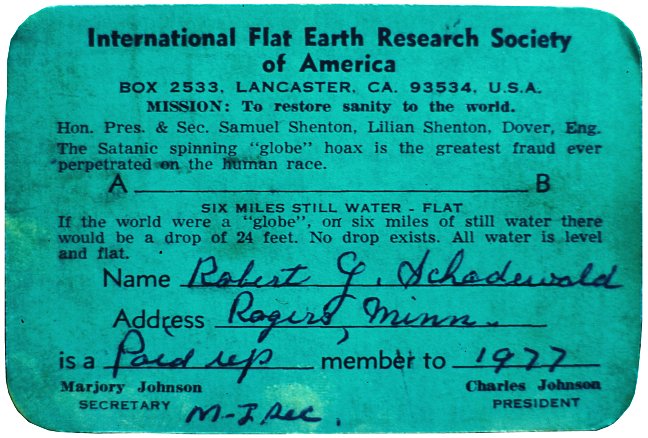 International Flat Earth Research Society
of America
BOX 2533, LANCASTER, CA. 93534, U.S.A.
MISSION: To restore sanity to the world.
Hon. Pres. & Sec. Samuel Shenton, Lilian Shenton, Dover, Eng.
The Satanic spinning "globe" hoax is the greatest fraud ever
perpetrated on the human race.
A B
SIX MILES STILL WATER - FLAT
If the world were a "globe", on six miles of still water there
would be a drop of 24 feet. No drop exists. All water is level
and flat.
Name Robert J. Schadewald
Address Rogers, Minn.
is a Paid up member to 1977
Marjory Johnson Charles Johnson
SECRETARY PRESIDENT